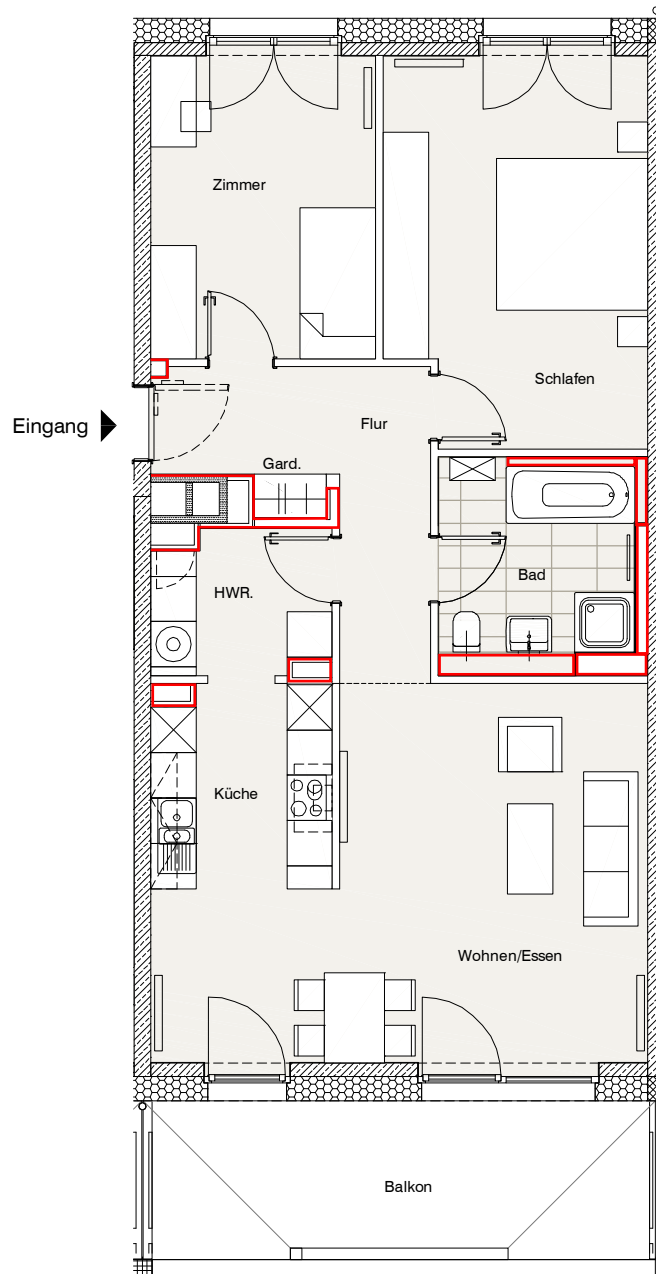 Zimmer
Schlafen
Eingang
Flur
Gard.
Bad
HWR.
Küche
Wohnen/Essen
Balkon